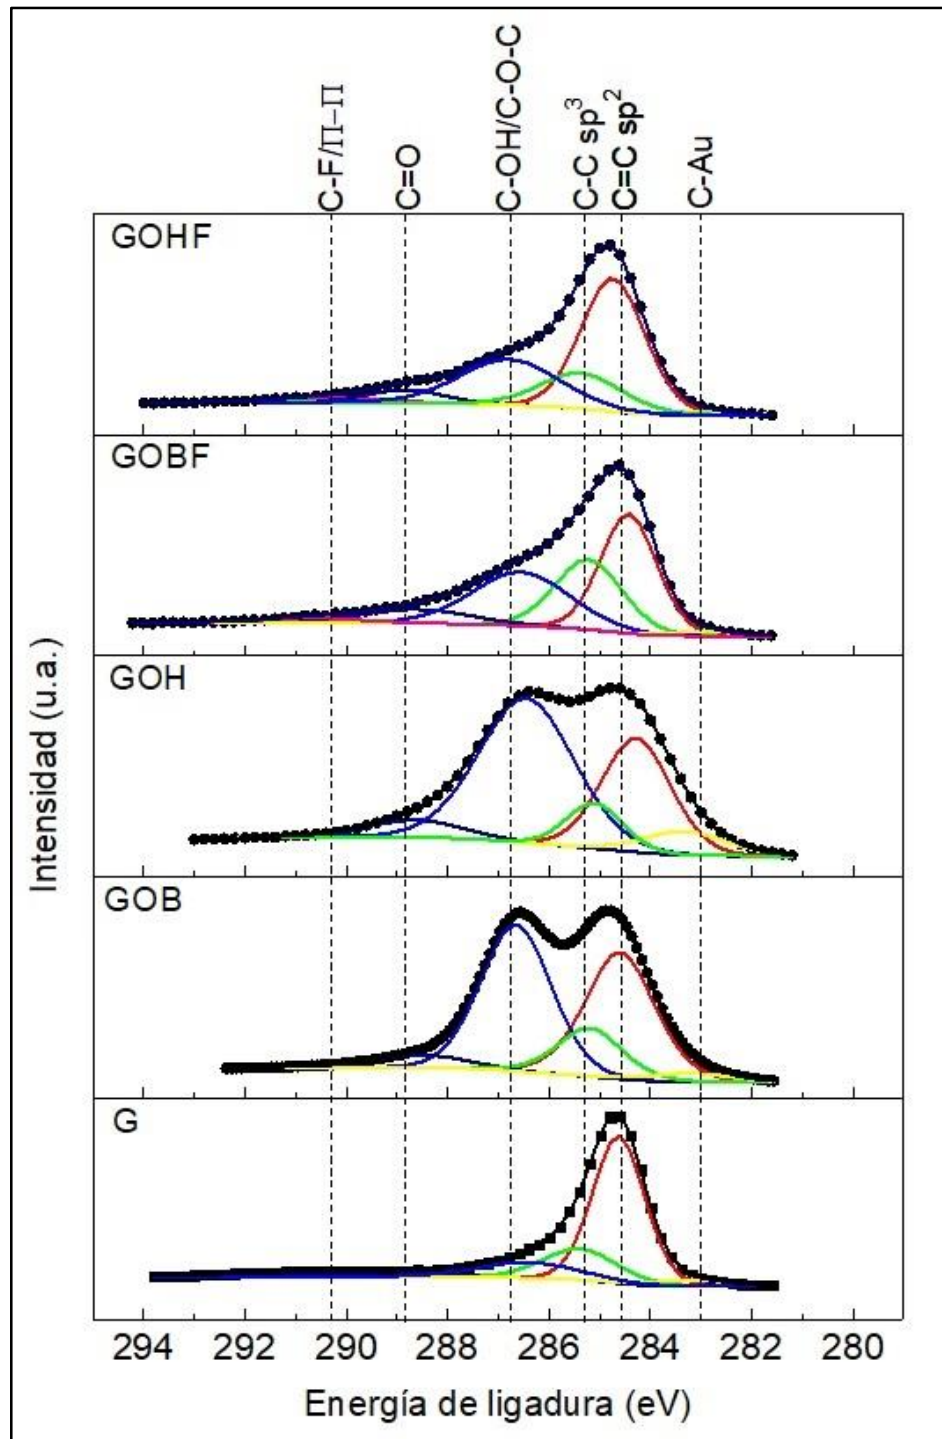 C-F/Π-Π
C=O
C-OH/C-O-C
C-C sp³
C=C sp²
C-Au
GOHF
GOBF
GOH
GOB
G
Intensidad (u.a.)
294 292 290 288 286 284 282 280
Energía de ligadura (eV)